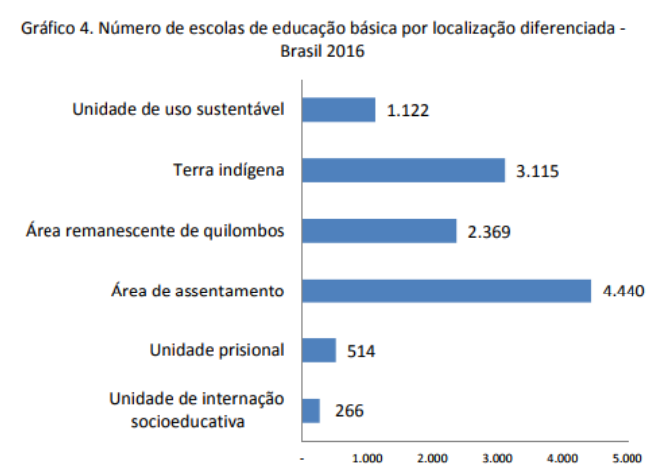 Gráfico 4. Número de escolas de educação básica por localização diferenciada -
Brasil 2016
Unidade de uso sustentável 1.122
Terra indígena 3.115
Área remanescente de quilombos 2.369
Área de assentamento 4.440
Unidade prisional 514
Unidade de internação
socioeducativa 266
- 1.000 2.000 3.000 4.000 5.000